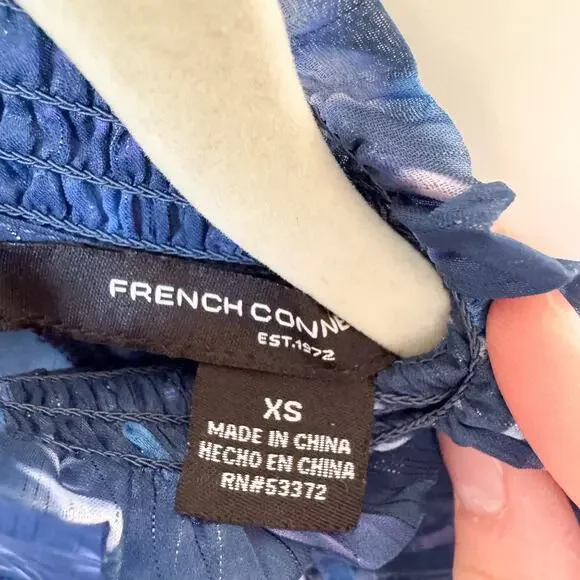 FRENCH CONNE
EST.1972
XS
MADE IN CHINA
HECHO EN CHINA
RN#53372